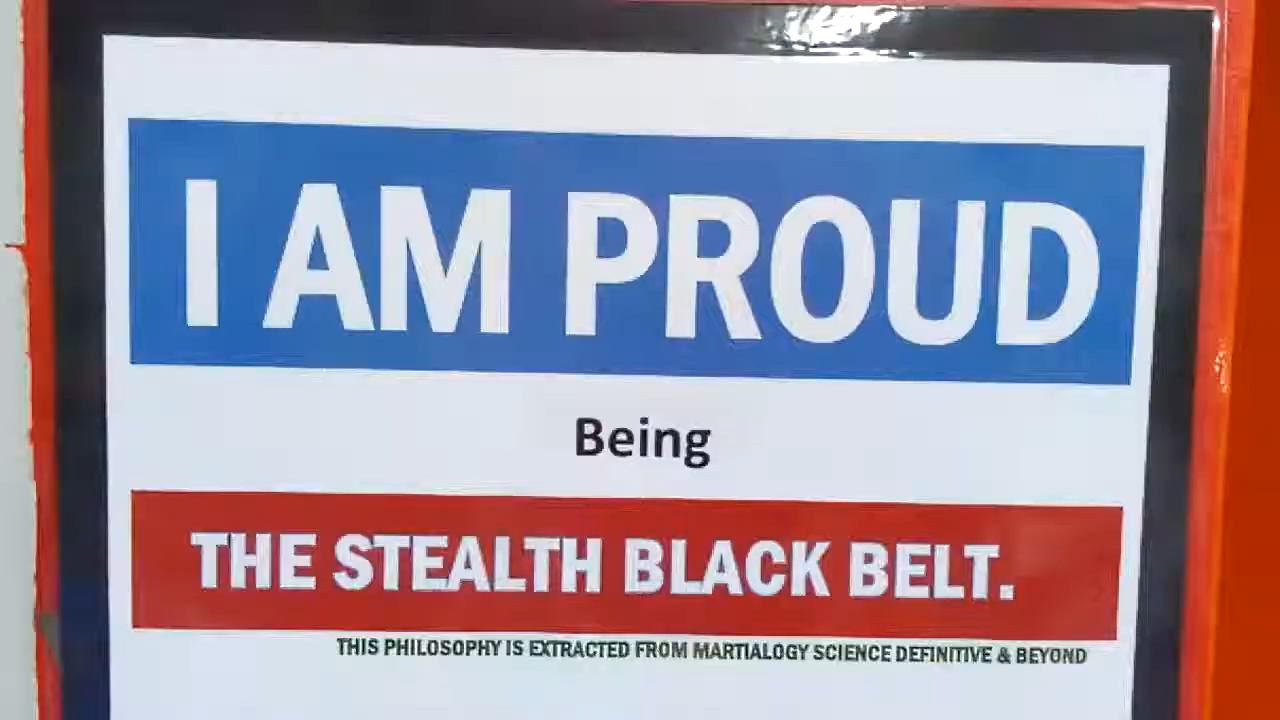 I AM PROUD
Being
THE STEALTH BLACK BELT.
THIS PHILOSOPHY IS EXTRACTED FROM MARTIALOGY SCIENCE DEFINITIVE & BEYOND